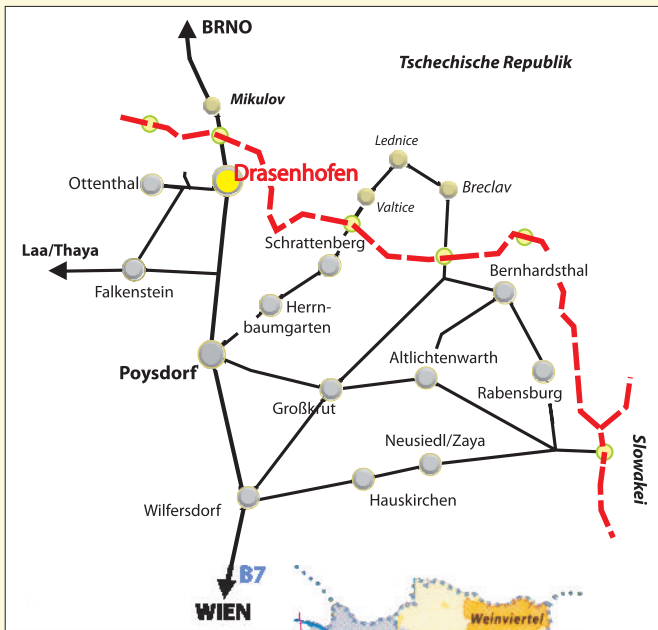 BRNO
Tschechische Republik
Mikulov
Lednice
Drasenhofen
Ottenthal
Breclav
Valtice
Schrattenberg
Laa/Thaya
Bernhardsthal
Falkenstein
Herrn-
baumgarten
Altlichtenwarth
Poysdorf
Rabensburg
Großkrut
Neusiedl/Zaya
Slowakei
Hauskirchen
Wilfersdorf
B7
WIEN
Weinviertel